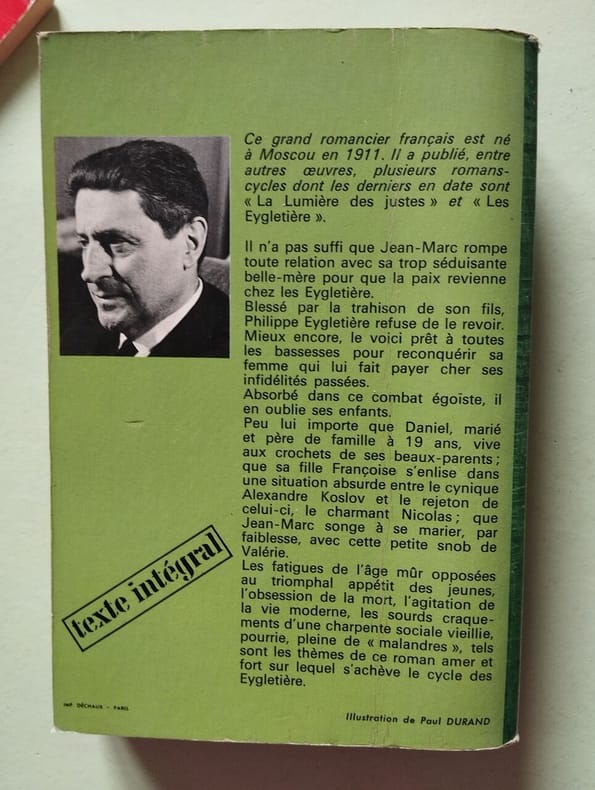 Ce grand romancier français est né
à Moscou en 1911. Il a publié, entre
autres œuvres, plusieurs romans-
cycles dont les derniers en date sont
« La Lumière des justes » et « Les
Eygletière ».
Il n'a pas suffi que Jean-Marc rompe
toute relation avec sa trop séduisante
belle-mère pour que la paix revienne
chez les Eygletière.
Blessé par la trahison de son fils,
Philippe Eygletière refuse de le revoir.
Mieux encore, le voici prêt à toutes
les bassesses pour reconquérir sa
femme qui lui fait payer cher ses
infidélités passées.
Absorbé dans ce combat égoïste, il
en oublie ses enfants.
Peu lui importe que Daniel, marié
et père de famille à 19 ans, vive
aux crochets de ses beaux-parents ;
que sa fille Françoise s'enlise dans
une situation absurde entre le cynique
Alexandre Koslov et le rejeton de
celui-ci, le charmant Nicolas ; que
Jean-Marc songe à se marier, par
faiblesse, avec cette petite snob de
Valérie.
Les fatigues de l'âge mûr opposées
au triomphal appétit des jeunes,
l'obsession de la mort, l'agitation de
la vie moderne, les sourds craque-
ments d'une charpente sociale vieillie,
pourrie, pleine de « malandres », tels
sont les thèmes de ce roman amer et
fort sur lequel s'achève le cycle des
Eygletière.
texte intégral
IMP. DÉCHAUX - PARIS
Illustration de Paul DURAND